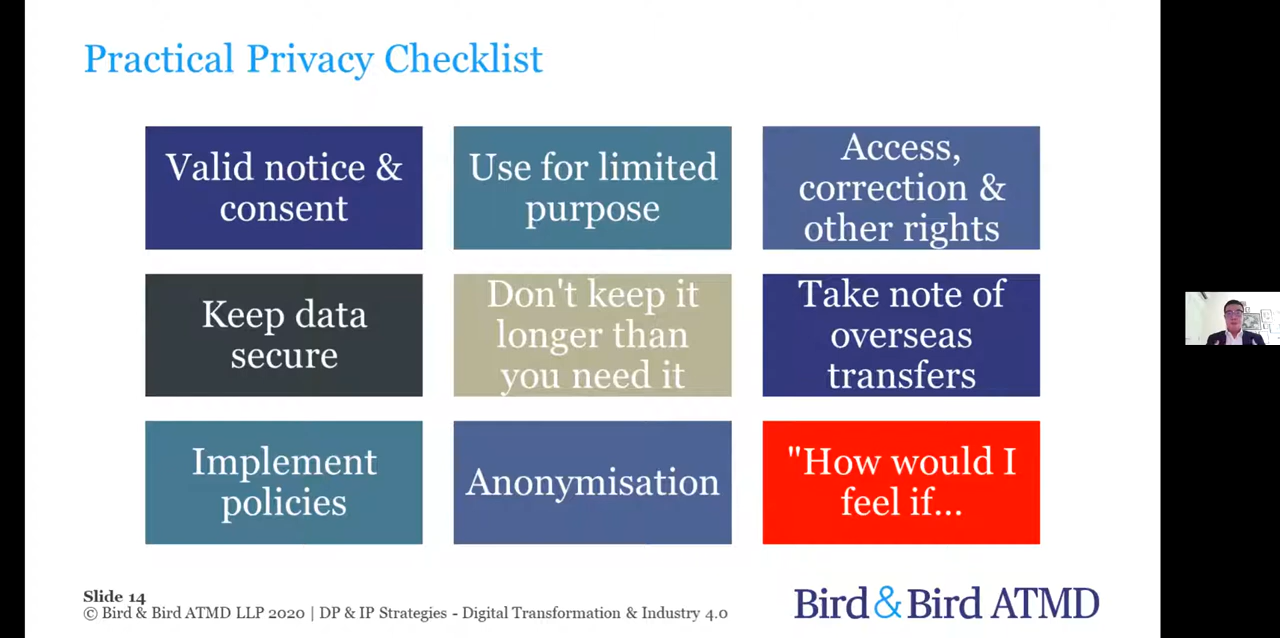 Practical Privacy Checklist
Valid notice &
consent
Use for limited
purpose
Access,
correction &
other rights
Keep data
secure
Don't keep it
longer than
you need it
Take note of
overseas
transfers
Implement
policies
Anonymisation
"How would I
feel if...
Slide 14
© Bird & Bird ATMD LLP 2020 | DP & IP Strategies - Digital Transformation & Industry 4.0
Bird & Bird ATMD